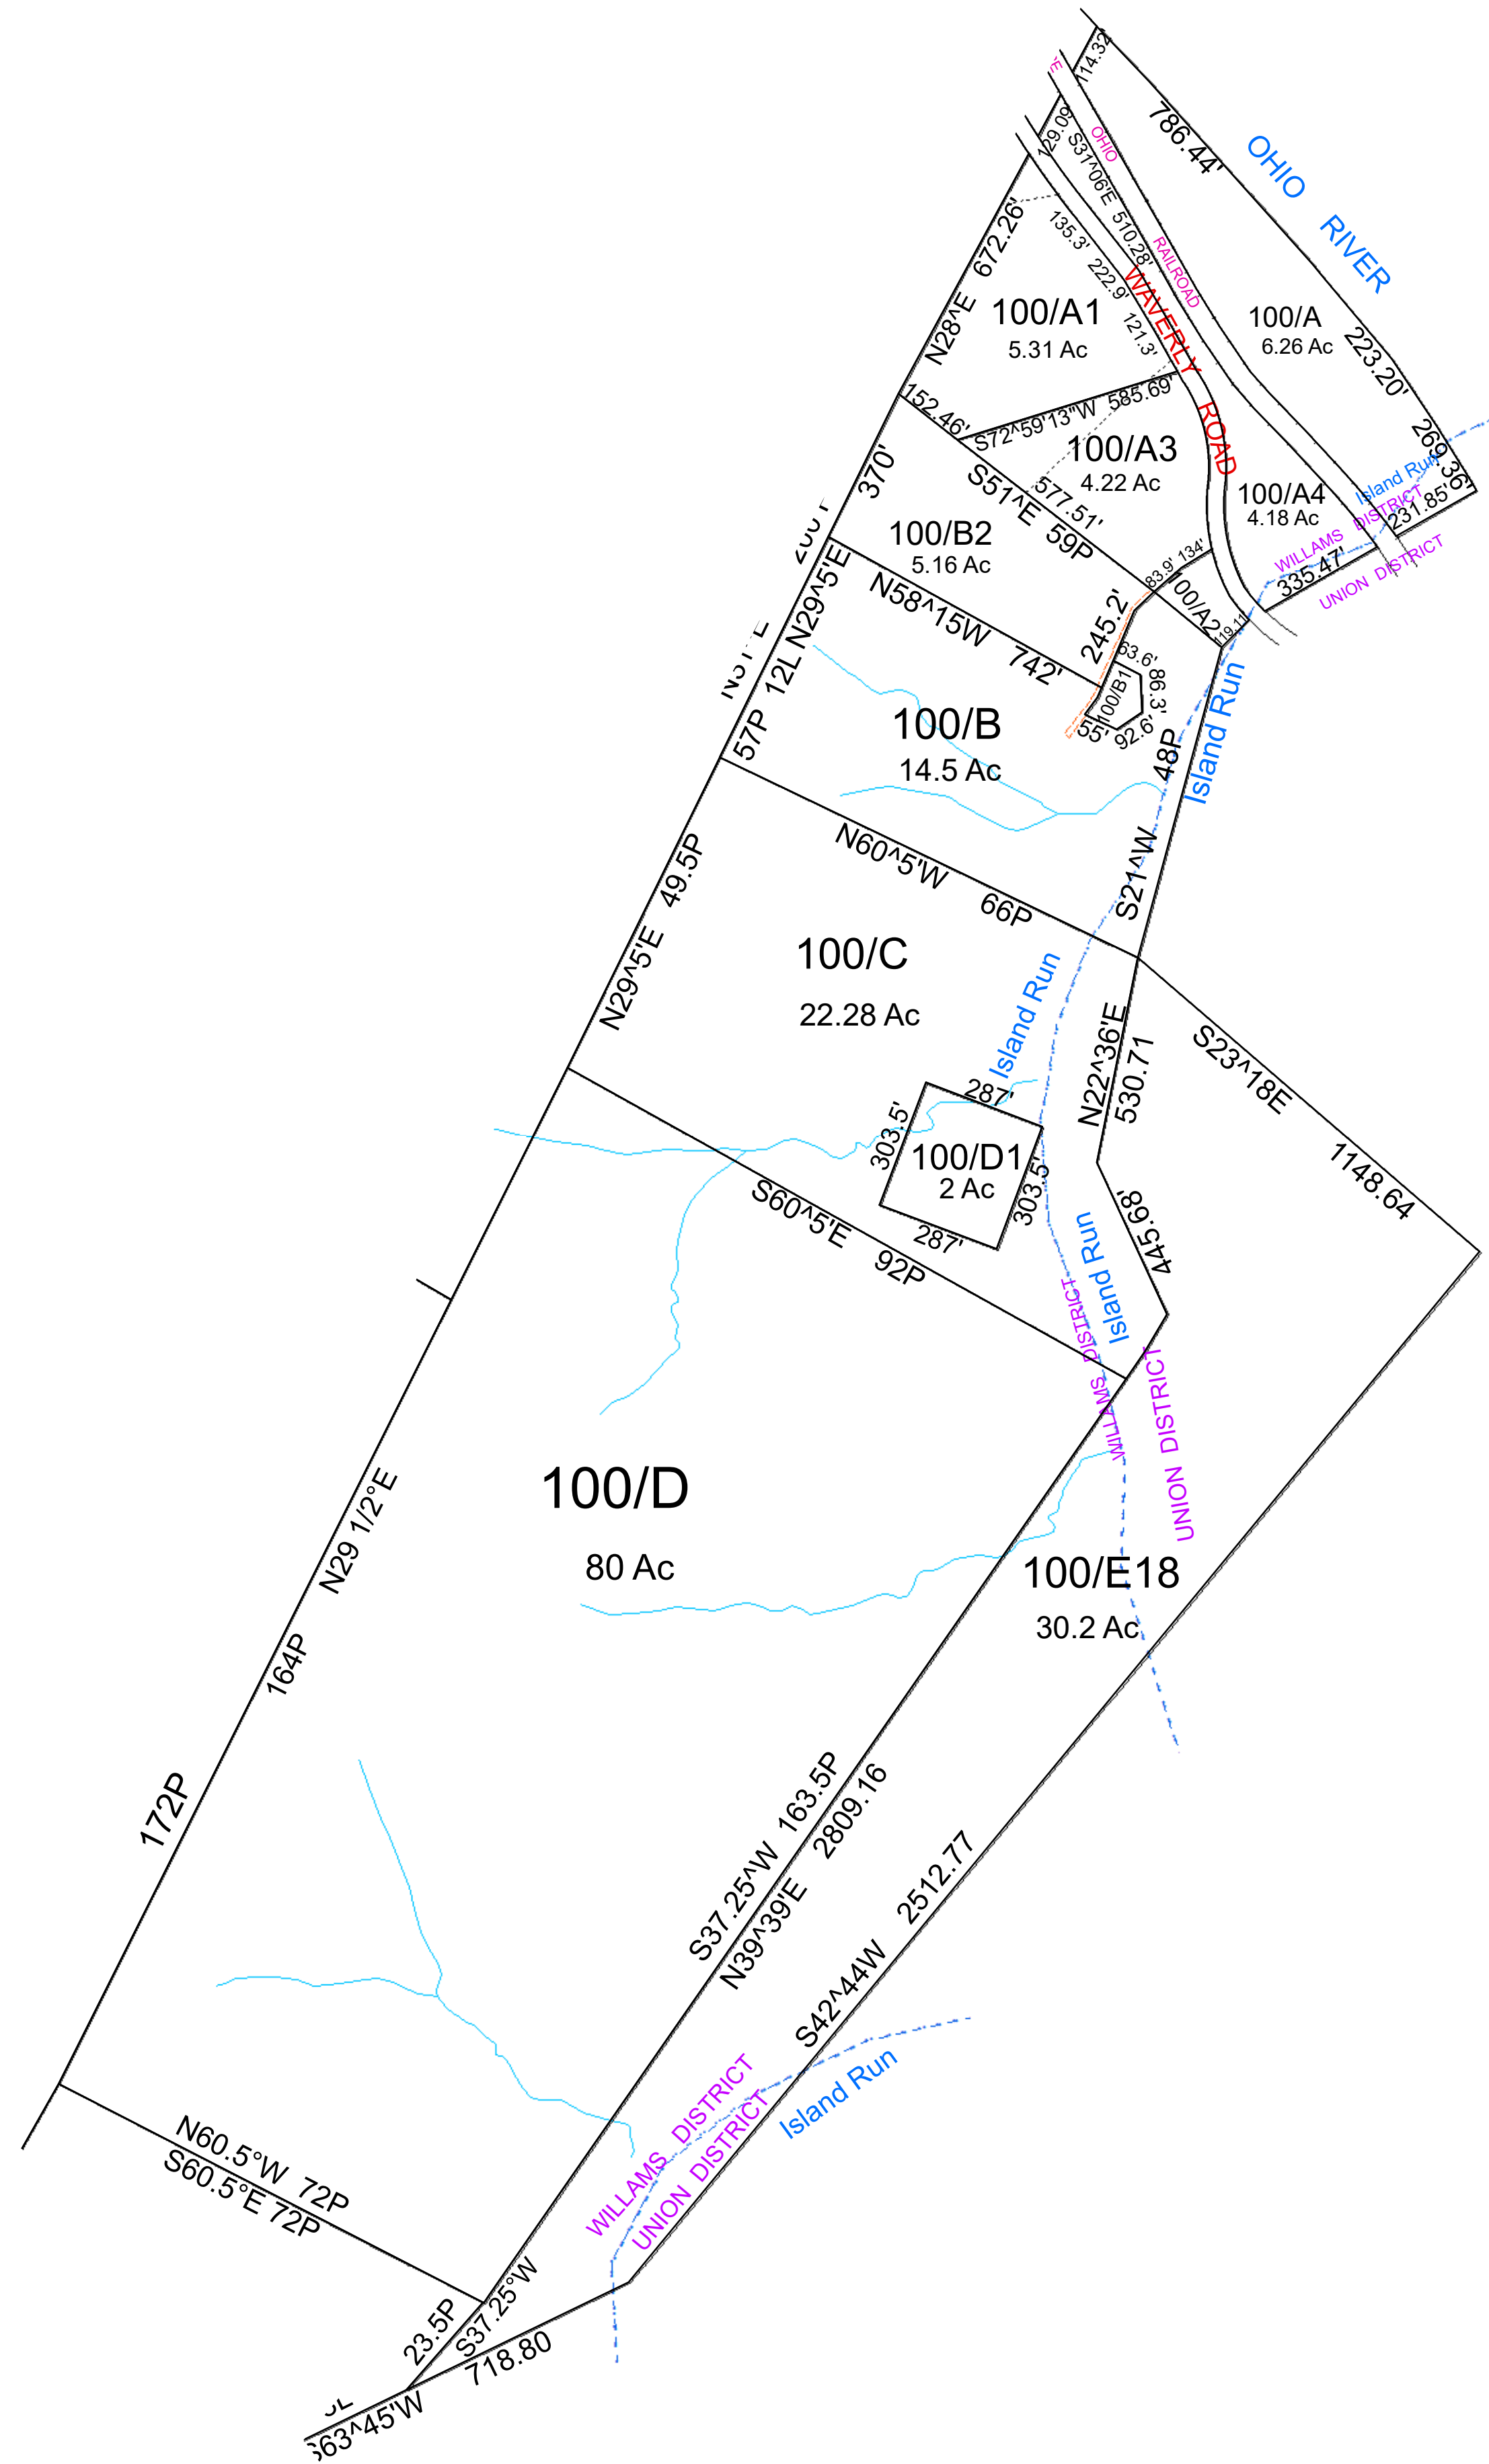 114.32'
OHIO
RAILROAD
786.44'
OHIO RIVER
129.09'
S31^06'E 510.28'
135.3' 222.9' 121.3'
WAVERLY ROAD
N28^E 672.26'
100/A1
5.31 Ac
100/A
6.26 Ac
223.20'
269.36'
152.46'
S72^59'13"W 585.69'
100/A3
4.22 Ac
100/A4
4.18 Ac
Island Run
231.85'
WILLAMS DISTRICT
335.47'
UNION DISTRICT
370'
577.51'
S51^E 59P
100/B2
5.16 Ac
83.9' 134'
100/A2
N58^15W 742'
245.2'
63.6'
86.3'
100/B1
55' 92.6'
57P 12L N29^5'E
100/B
14.5 Ac
48P
S21^W
Island Run
N60^5'W 66P
N29^5'E 49.5P
100/C
22.28 Ac
Island Run
N22^36'E
530.71
S23^18E 1148.64
287'
303.5'
100/D1
2 Ac
303.5'
287'
445.68'
S60^5'E 92P
Island Run
WILLAMS DISTRICT
UNION DISTRICT
100/D
80 Ac
N29 1/2°E
164P
172P
100/E18
30.2 Ac
S37.25^W 163.5P
N39^39'E 2809.16
S42^44W 2512.77
WILLAMS DISTRICT
UNION DISTRICT
Island Run
N60.5°W 72P
S60.5°E 72P
23.5P
S37.25°W
718.80
S63^45'W